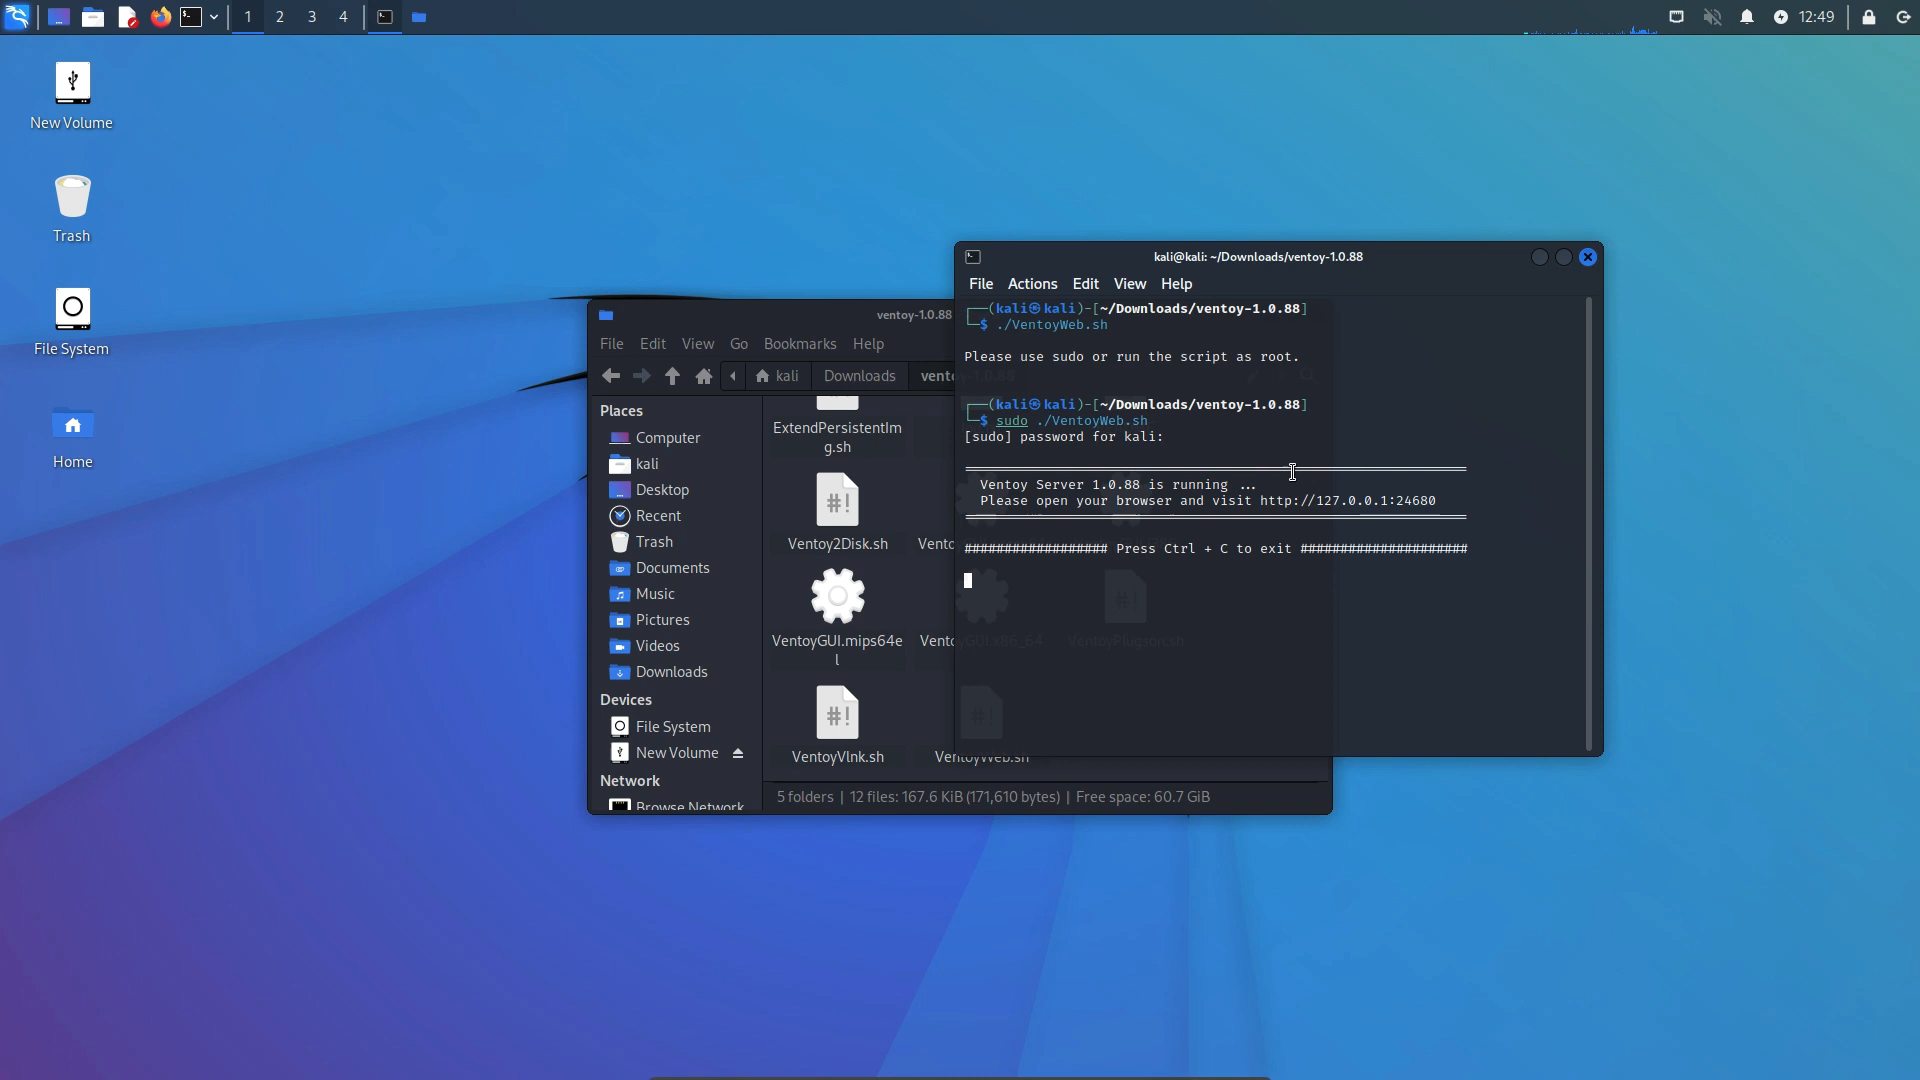 1 2 3 4 12:49
New Volume
Trash
File System
Home
ventoy-1.0.88
File Edit View Go Bookmarks Help
kali Downloads vento
Places
Computer
kali
Desktop
Recent
Trash
Documents
Music
Pictures
Videos
Downloads
Devices
File System
New Volume
Network
Browse Network
ExtendPersistentIm
g.sh
#!
Ventoy2Disk.sh Ventc
VentoyGUI.mips64e
l
VentoyGUI.x86_64
#!
VentoyPlugson.sh
#!
VentoyVlnk.sh
#!
VentoyWeb.sh
5 folders | 12 files: 167.6 KiB (171,610 bytes) | Free space: 60.7 GiB
kali@kali: ~/Downloads/ventoy-1.0.88
File Actions Edit View Help
┌──(kali㉿kali)-[~/Downloads/ventoy-1.0.88]
└─$ ./VentoyWeb.sh
Please use sudo or run the script as root.
┌──(kali㉿kali)-[~/Downloads/ventoy-1.0.88]
└─$ sudo ./VentoyWeb.sh
[sudo] password for kali:
===============================================================
Ventoy Server 1.0.88 is running ...
Please open your browser and visit http://127.0.0.1:24680
===============================================================
################## Press Ctrl + C to exit #####################